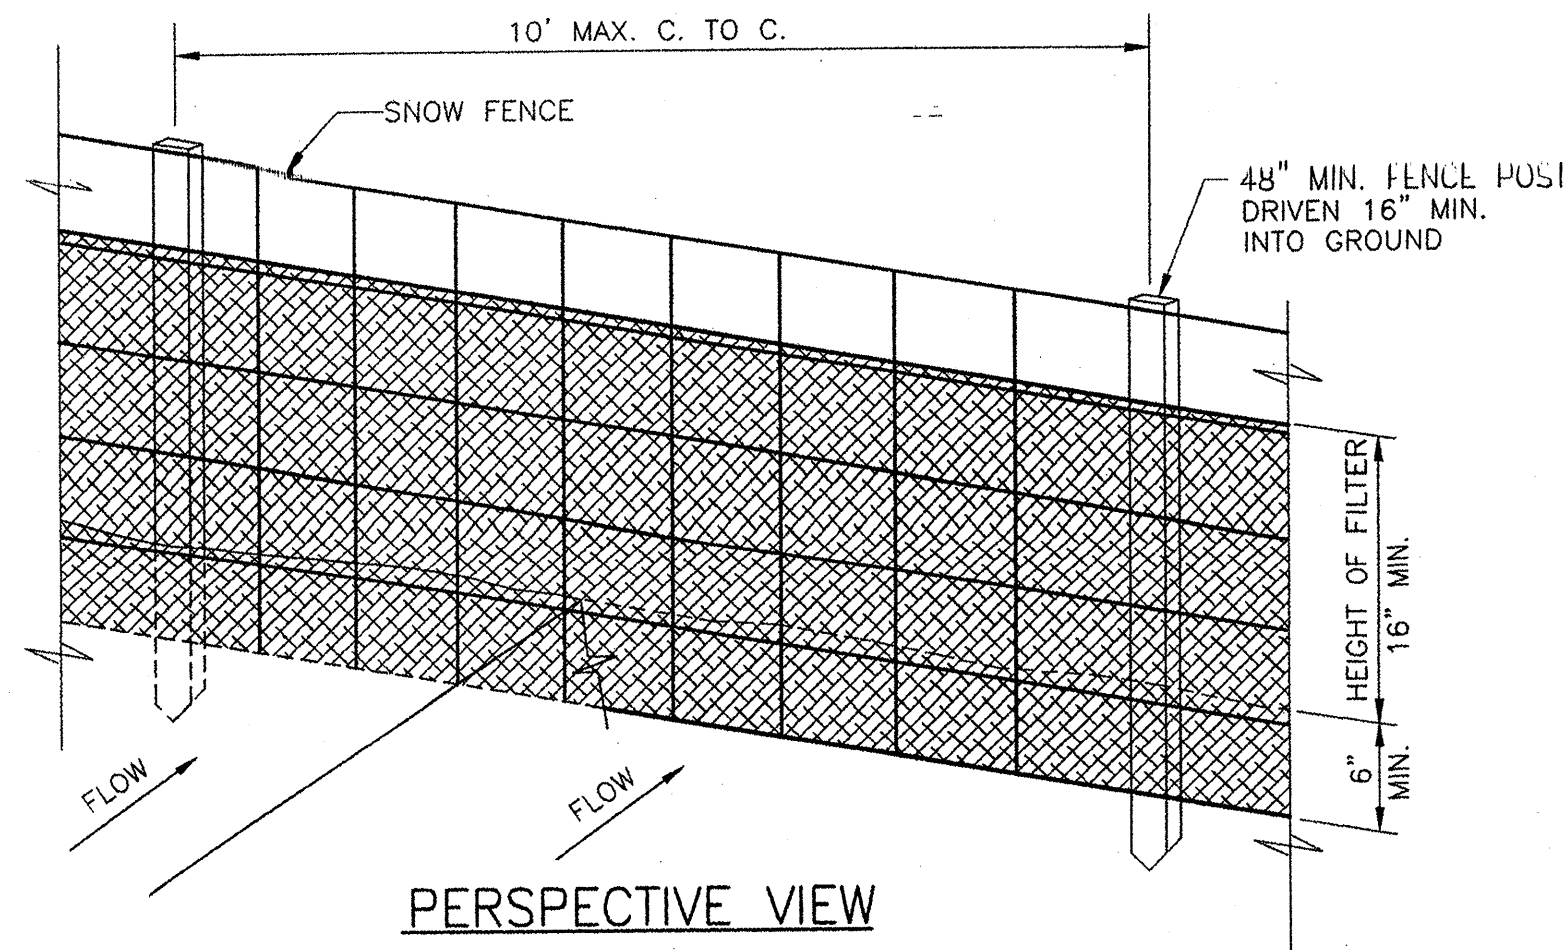 10' MAX. C. TO C.
SNOW FENCE
48" MIN. FENCE POST
DRIVEN 16" MIN.
INTO GROUND
HEIGHT OF FILTER
16" MIN.
6"
MIN.
FLOW
FLOW
PERSPECTIVE VIEW